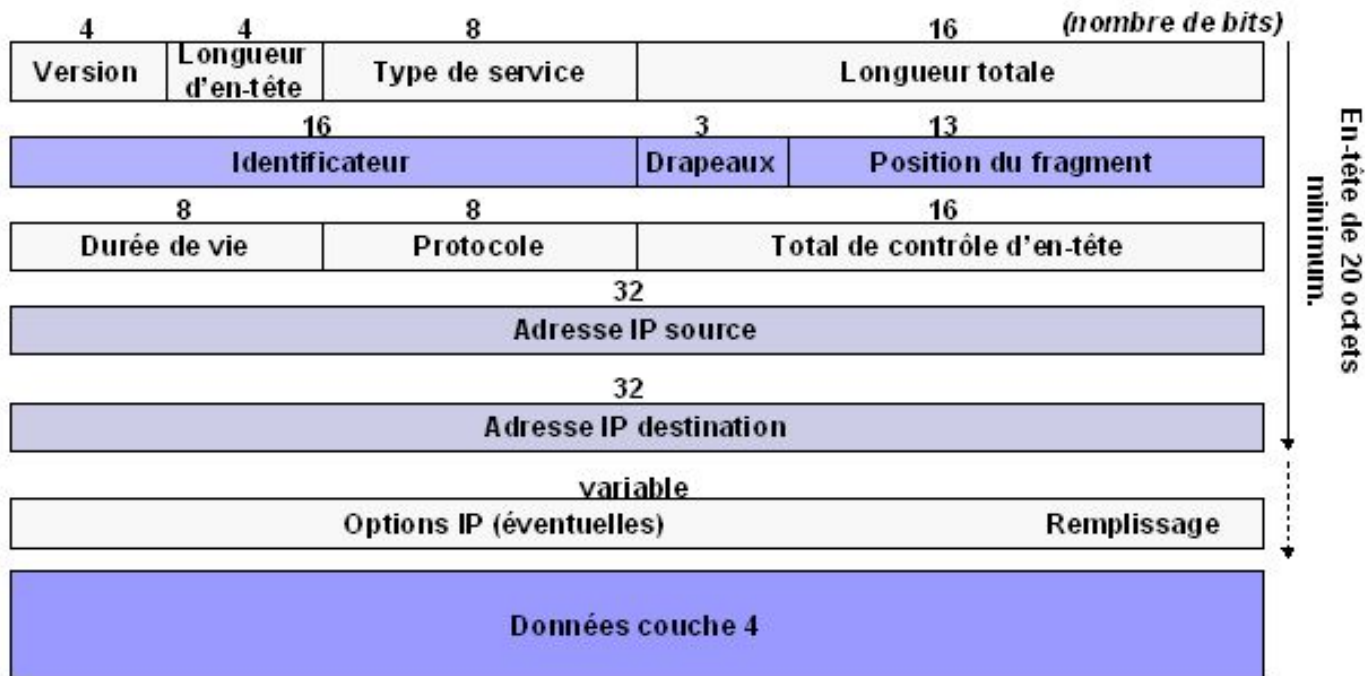 4 4 8 16 (nombre de bits)
Version Longueur d'en-tête Type de service Longueur totale
16 3 13
Identificateur Drapeaux Position du fragment
8 8 16
Durée de vie Protocole Total de contrôle d'en-tête
32
Adresse IP source
32
Adresse IP destination
variable
Options IP (éventuelles) Remplissage
Données couche 4
En-tête de 20 octets
minimum.